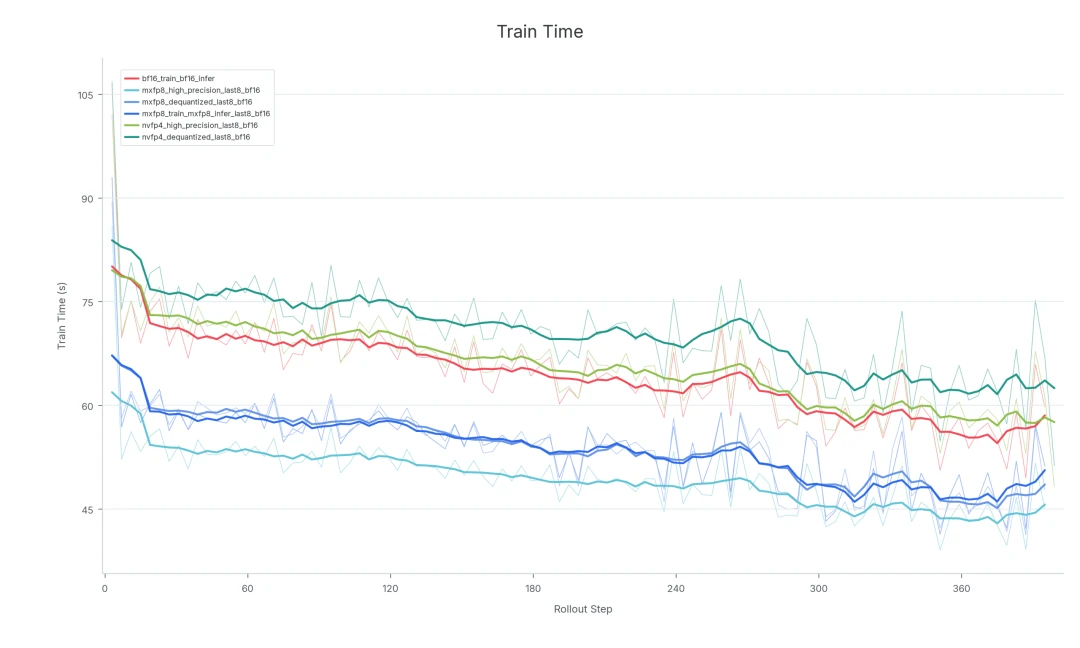 Train Time
bf16_train_bf16_infer
mxfp8_high_precision_last8_bf16
mxfp8_dequantized_last8_bf16
mxfp8_train_mxfp8_infer_last8_bf16
nvfp4_high_precision_last8_bf16
nvfp4_dequantized_last8_bf16
105
90
75
60
45
Train Time (s)
0 60 120 180 240 300 360
Rollout Step